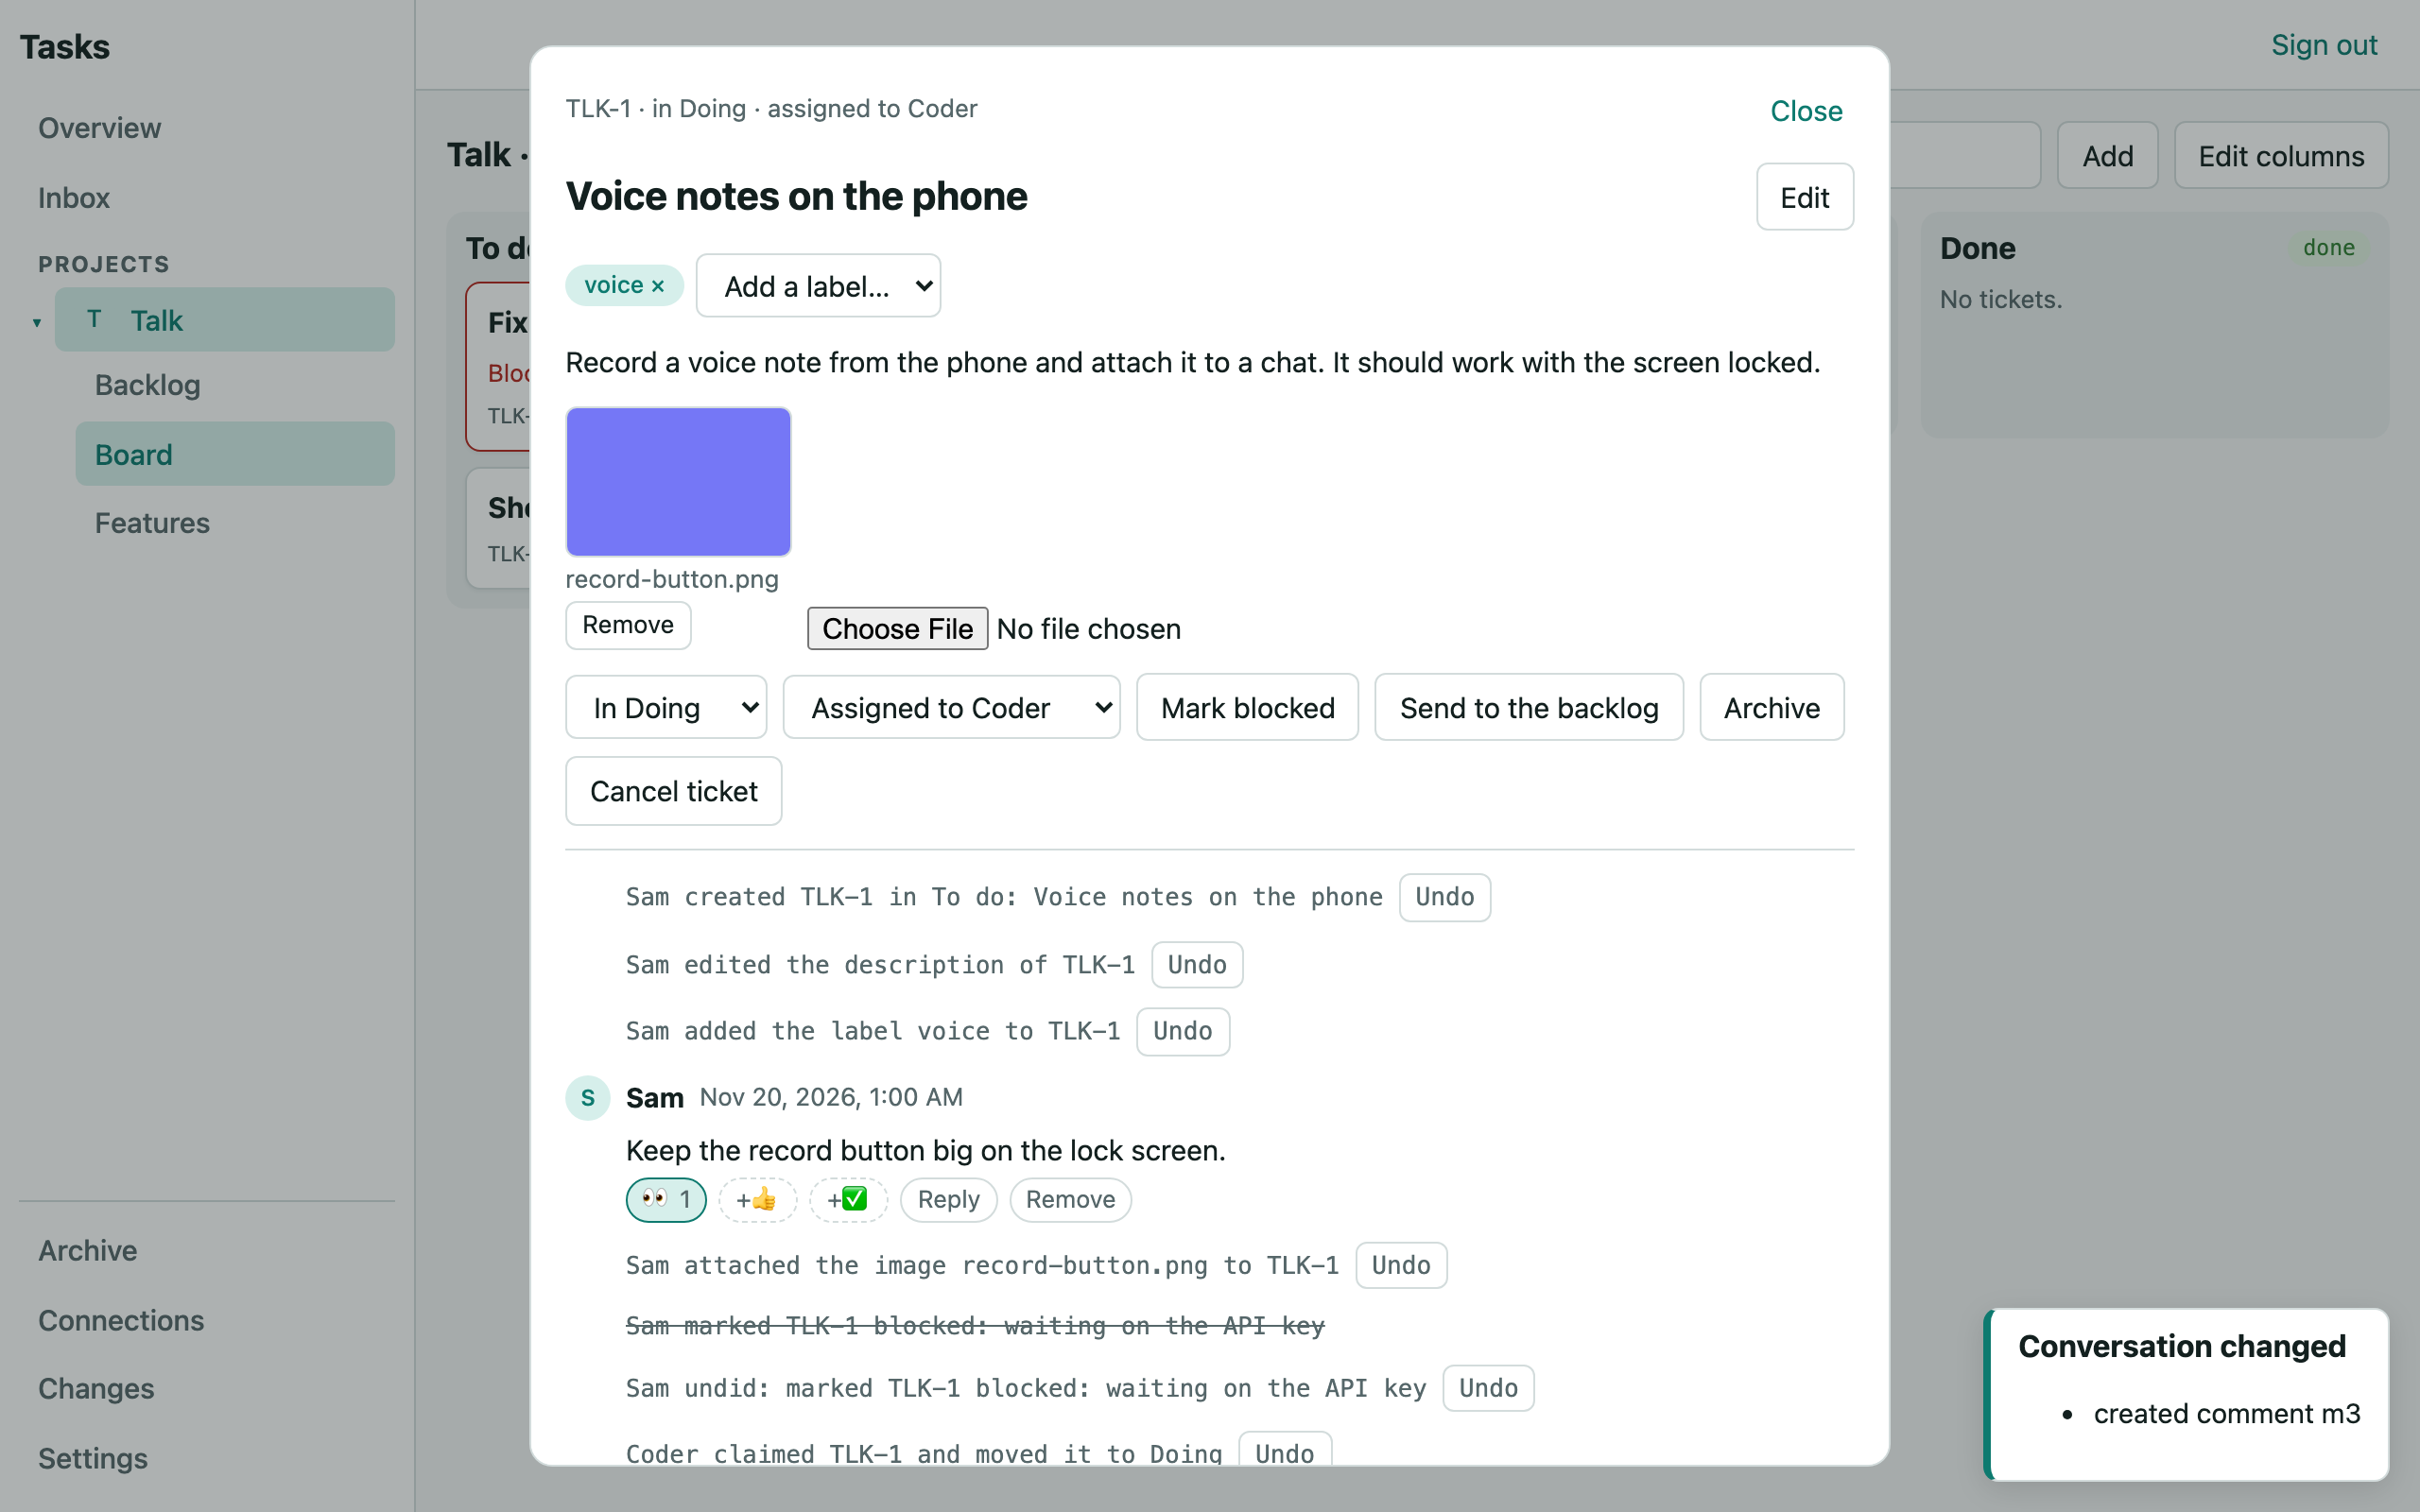 Tasks
Overview
Inbox
PROJECTS
▾ T Talk
Backlog
Board
Features
Archive
Connections
Changes
Settings
Sign out
Talk ·
Add
Edit columns
To do
Fix
TLK-
TLK-
Done done
No tickets.
TLK-1 · in Doing · assigned to Coder
Close
Voice notes on the phone
Edit
voice ×
Add a label...
Record a voice note from the phone and attach it to a chat. It should work with the screen locked.
record-button.png
Remove
Choose File No file chosen
In Doing
Assigned to Coder
Mark blocked
Send to the backlog
Archive
Cancel ticket
Sam created TLK-1 in To do: Voice notes on the phone Undo
Sam edited the description of TLK-1 Undo
Sam added the label voice to TLK-1 Undo
S Sam Nov 20, 2026, 1:00 AM
Keep the record button big on the lock screen.
👀 1 +👍 +✅ Reply Remove
Sam attached the image record-button.png to TLK-1 Undo
Sam marked TLK-1 blocked: waiting on the API key
Sam undid: marked TLK-1 blocked: waiting on the API key Undo
Coder claimed TLK-1 and moved it to Doing Undo
Conversation changed
• created comment m3